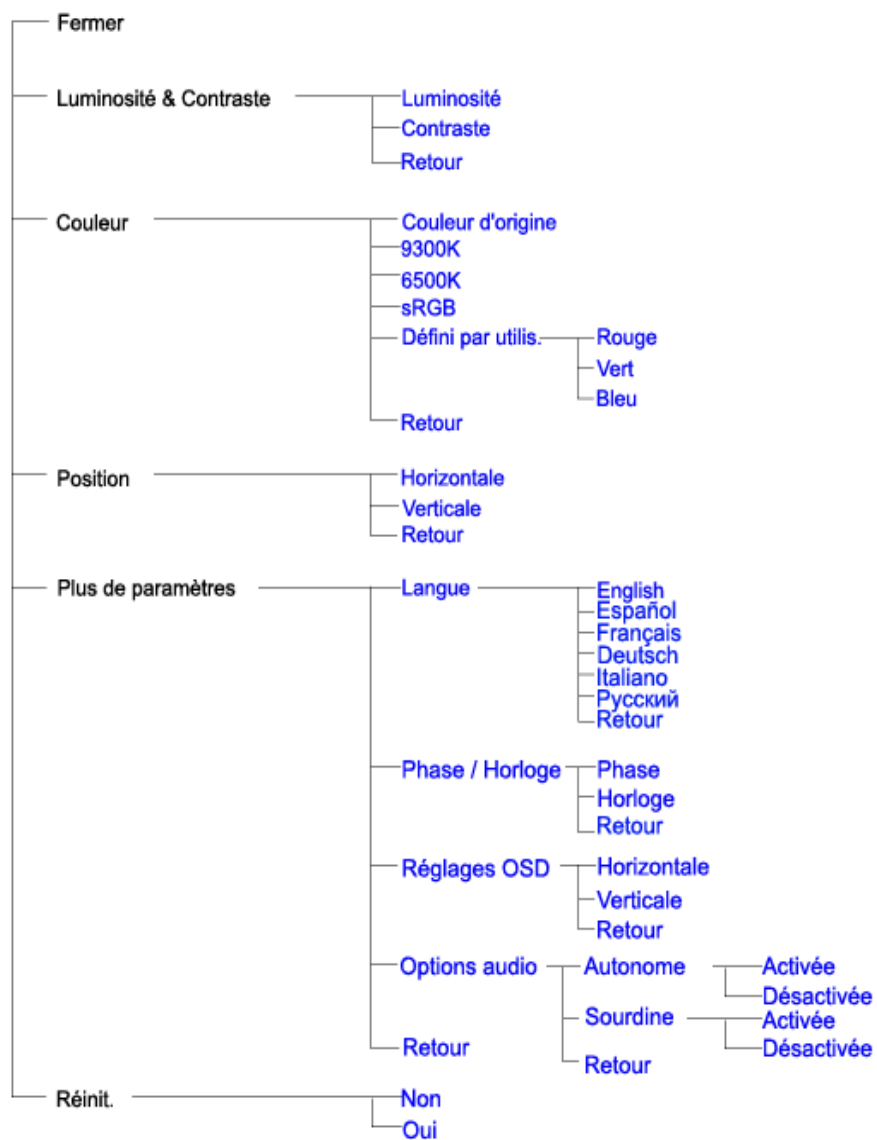 Fermer
Luminosité & Contraste Luminosité
Contraste
Retour
Couleur Couleur d'origine
9300K
6500K
sRGB
Défini par utilis. Rouge
Vert
Bleu
Retour
Position Horizontale
Verticale
Retour
Plus de paramètres Langue English
Español
Français
Deutsch
Italiano
Русский
Retour
Phase / Horloge Phase
Horloge
Retour
Réglages OSD Horizontale
Verticale
Retour
Options audio Autonome Activée
Désactivée
Sourdine Activée
Retour Désactivée
Retour
Réinit. Non
Oui